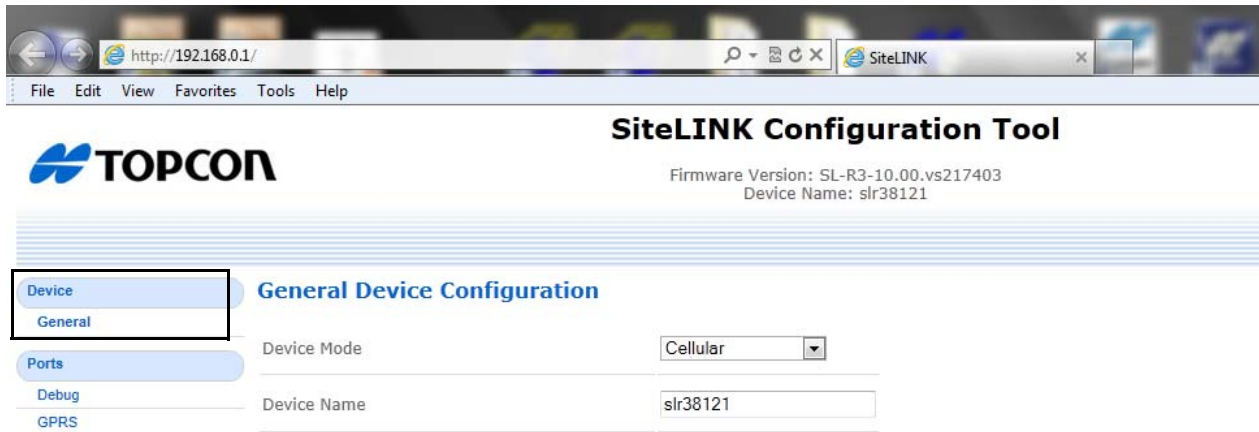 http://192.168.0.1/
SiteLINK
File Edit View Favorites Tools Help
TOPCON
SiteLINK Configuration Tool
Firmware Version: SL-R3-10.00.vs217403
Device Name: slr38121
Device
General
Ports
Debug
GPRS
General Device Configuration
Device Mode
Cellular
Device Name
slr38121